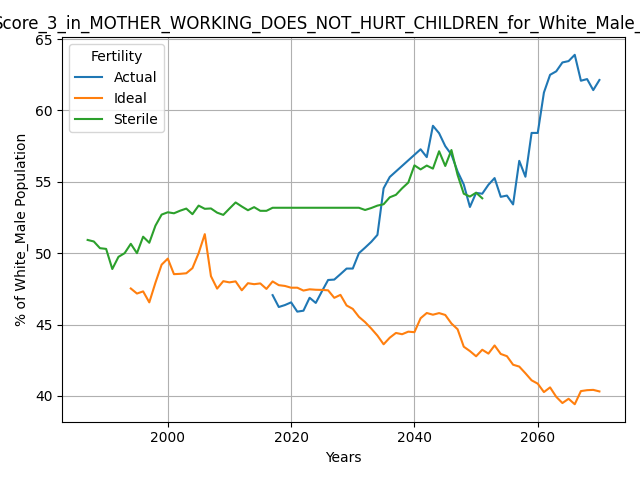 Score_3_in_MOTHER_WORKING_DOES_NOT_HURT_CHILDREN_for_White_Male_
65
60
55
50
45
40
% of White_Male Population
Fertility
Actual
Ideal
Sterile
2000 2020 2040 2060
Years